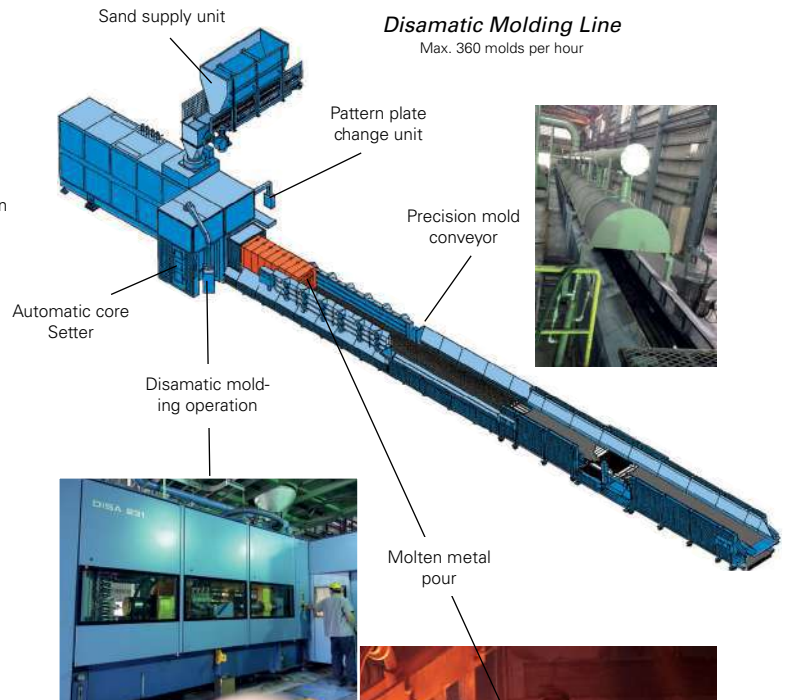 Disamatic Molding Line
Max. 360 molds per hour
Sand supply unit
Pattern plate
change unit
Precision mold
conveyor
Automatic core
Setter
Disamatic mold-
ing operation
DISA 231
Molten metal
pour